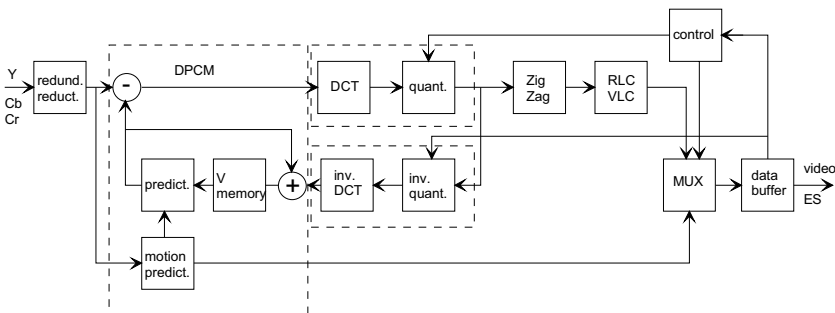 control
Y
Cb
Cr
redund.
reduct.
-
DPCM
DCT
quant.
Zig
Zag
RLC
VLC
predict.
V
memory
+
inv.
DCT
inv.
quant.
MUX
data
buffer
video
ES
motion
predict.